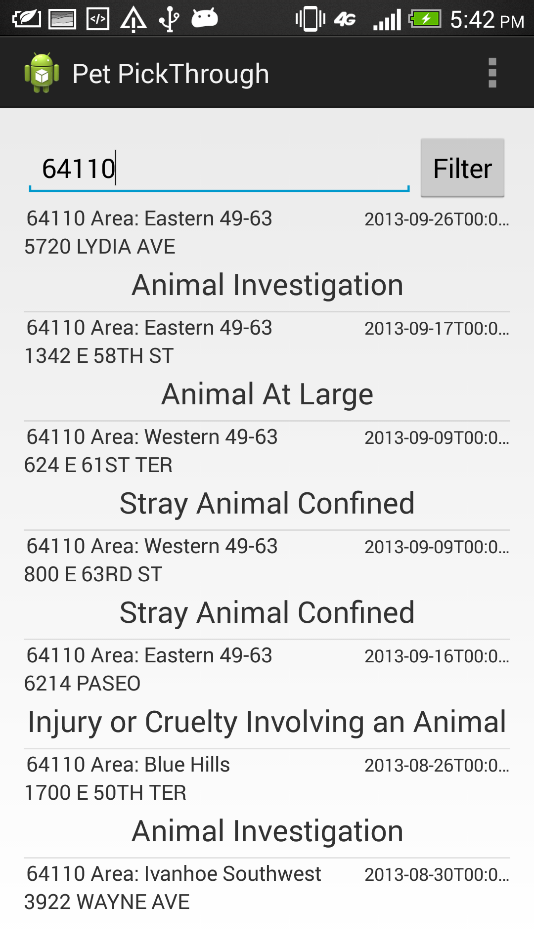 4G 5:42 PM
Pet PickThrough
64110 Filter
64110 Area: Eastern 49-63 2013-09-26T00:0...
5720 LYDIA AVE
Animal Investigation
64110 Area: Eastern 49-63 2013-09-17T00:0...
1342 E 58TH ST
Animal At Large
64110 Area: Western 49-63 2013-09-09T00:0...
624 E 61ST TER
Stray Animal Confined
64110 Area: Western 49-63 2013-09-09T00:0...
800 E 63RD ST
Stray Animal Confined
64110 Area: Eastern 49-63 2013-09-16T00:0...
6214 PASEO
Injury or Cruelty Involving an Animal
64110 Area: Blue Hills 2013-08-26T00:0...
1700 E 50TH TER
Animal Investigation
64110 Area: Ivanhoe Southwest 2013-08-30T00:0...
3922 WAYNE AVE